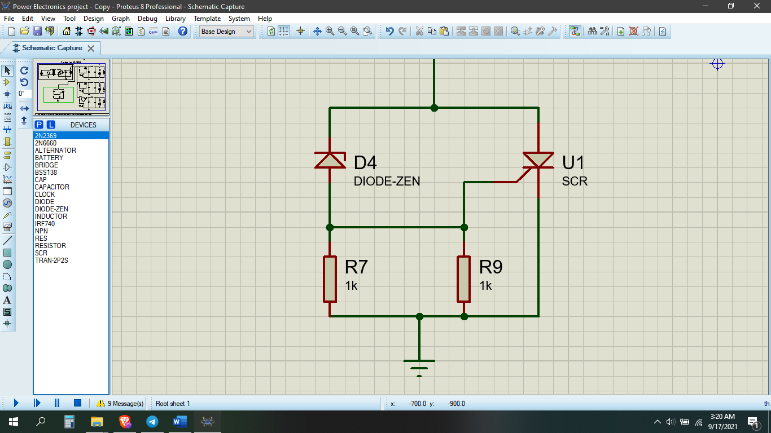 Power Electronics project - Copy - Proteus 8 Professional - Schematic Capture
File Edit View Tool Design Graph Debug Library Template System Help
Base Design
Schematic Capture
0°
P L DEVICES
2N2369
2N6660
ALTERNATOR
BATTERY
BRIDGE
BSS138
CAP
CAPACITOR
CLOCK
DIODE
DIODE-ZEN
INDUCTOR
IRF740
NPN
RES
RESISTOR
SCR
TRAN-2P2S
D4
DIODE-ZEN
U1
SCR
R7
1k
R9
1k
9 Message(s) Root sheet 1 x: -700.0 y: -900.0 th
3:20 AM
9/17/2021